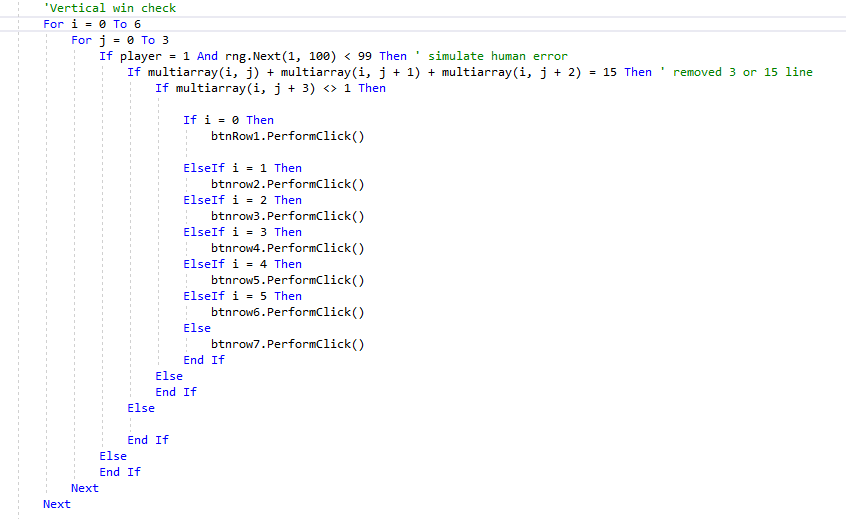 'Vertical win check
For i = 0 To 6
For j = 0 To 3
If player = 1 And rng.Next(1, 100) < 99 Then ' simulate human error
If multiarray(i, j) + multiarray(i, j + 1) + multiarray(i, j + 2) = 15 Then ' removed 3 or 15 line
If multiarray(i, j + 3) <> 1 Then
If i = 0 Then
btnRow1.PerformClick()
ElseIf i = 1 Then
btnrow2.PerformClick()
ElseIf i = 2 Then
btnrow3.PerformClick()
ElseIf i = 3 Then
btnrow4.PerformClick()
ElseIf i = 4 Then
btnrow5.PerformClick()
ElseIf i = 5 Then
btnrow6.PerformClick()
Else
btnrow7.PerformClick()
End If
Else
End If
Else
End If
Else
End If
Next
Next